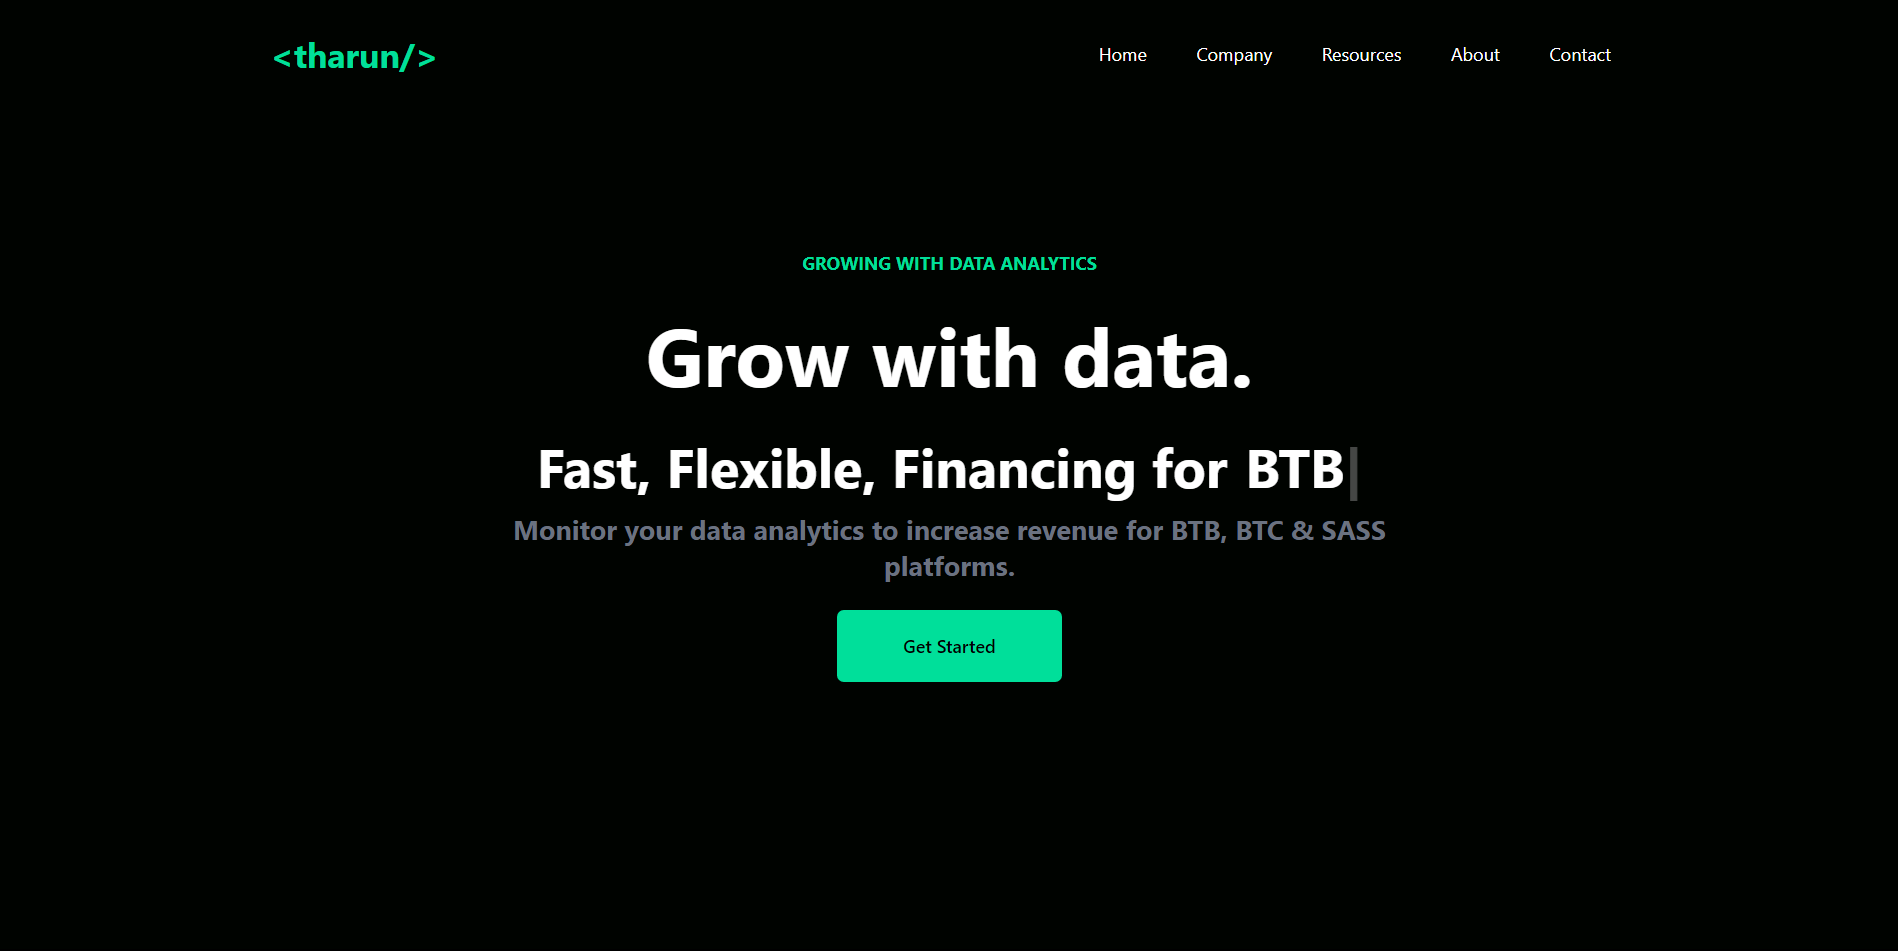 <tharun/>
Home Company Resources About Contact
GROWING WITH DATA ANALYTICS
Grow with data.
Fast, Flexible, Financing for BTB|
Monitor your data analytics to increase revenue for BTB, BTC & SASS
platforms.
Get Started